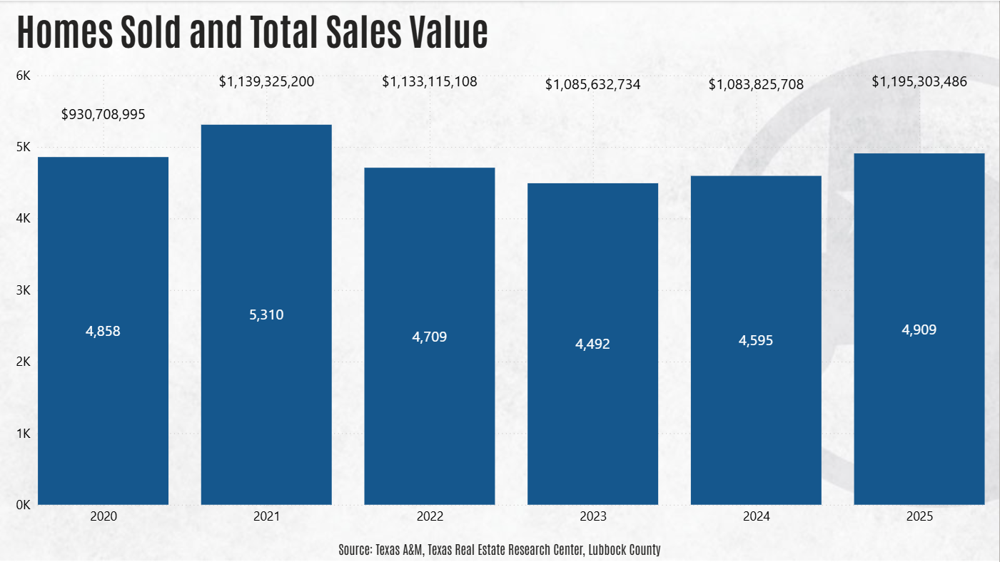 Homes Sold and Total Sales Value
6K
5K
4K
3K
2K
1K
0K
$930,708,995
$1,139,325,200
$1,133,115,108
$1,085,632,734
$1,083,825,708
$1,195,303,486
4,858
5,310
4,709
4,492
4,595
4,909
2020
2021
2022
2023
2024
2025
Source: Texas A&M, Texas Real Estate Research Center, Lubbock County